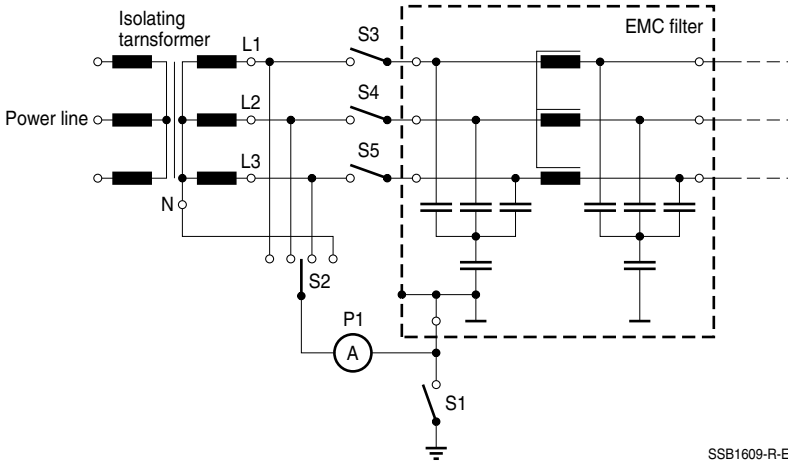 Isolating
tarnsformer
EMC filter
L1
S3
L2
S4
Power line
L3
S5
N
S2
P1
A
S1
SSB1609-R-E